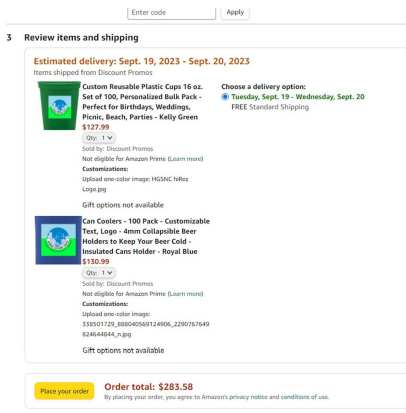 Enter code
Apply
3 Review items and shipping
Estimated delivery: Sept. 19, 2023 - Sept. 20, 2023
Items shipped from Discount Promos
Custom Reusable Plastic Cups 16 oz.
Set of 100, Personalized Bulk Pack -
Perfect for Birthdays, Weddings,
Picnic, Beach, Parties - Kelly Green
$127.99
Qty: 1
Sold by: Discount Promos
Not eligible for Amazon Prime (Learn more)
Customizations:
Upload one-color image: HGSNC hiRez
Logo.jpg
Gift options not available
Choose a delivery option:
Tuesday, Sept. 19 - Wednesday, Sept. 20
FREE Standard Shipping
Can Coolers - 100 Pack - Customizable
Text, Logo - 4mm Collapsible Beer
Holders to Keep Your Beer Cold -
Insulated Cans Holder - Royal Blue
$130.99
Qty: 1
Sold by: Discount Promos
Not eligible for Amazon Prime (Learn more)
Customizations:
Upload one-color image:
338501729_888040569124906_2290767649
824644844_n.jpg
Gift options not available
Place your order
Order total: $283.58
By placing your order, you agree to Amazon's privacy notice and conditions of use.